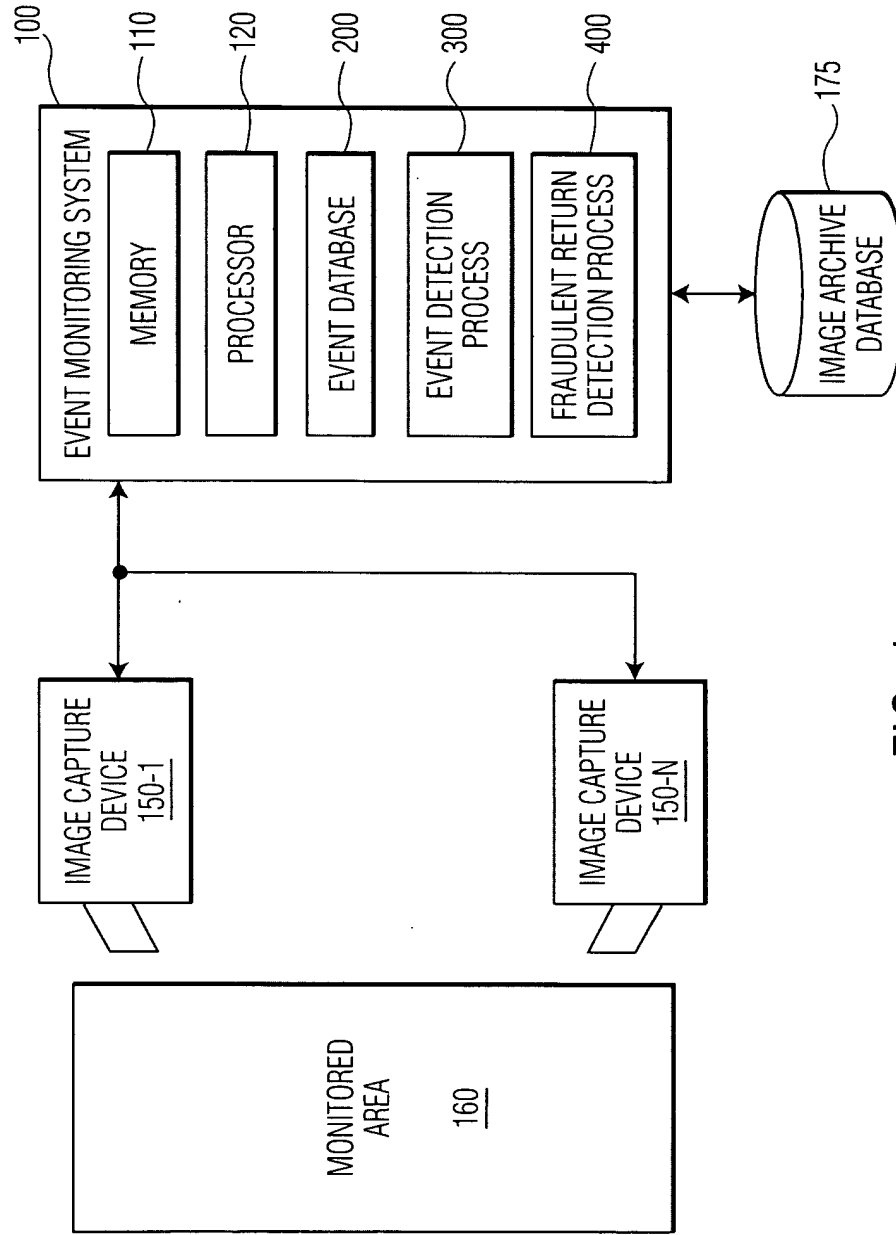 EVENT MONITORING SYSTEM
100
MEMORY
110
PROCESSOR
120
EVENT DATABASE
200
EVENT DETECTION
PROCESS
300
FRAUDULENT RETURN
DETECTION PROCESS
400
IMAGE ARCHIVE
DATABASE
175
IMAGE CAPTURE
DEVICE
150-1
IMAGE CAPTURE
DEVICE
150-N
MONITORED
AREA
160